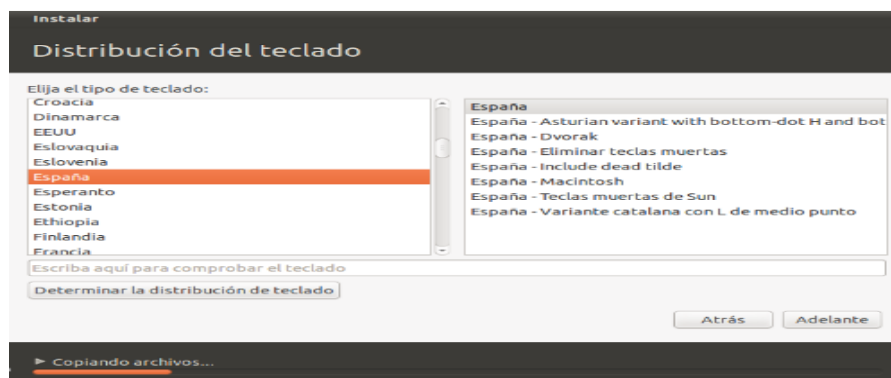 Instalar
Distribución del teclado
Elija el tipo de teclado:
Croacia
Dinamarca
EEUU
Eslovaquia
Eslovenia
España
Esperanto
Estonia
Ethiopia
Finlandia
Francia
España
España - Asturian variant with bottom-dot H and bot
España - Dvorak
España - Eliminar teclas muertas
España - Include dead tilde
España - Macintosh
España - Teclas muertas de Sun
España - Variante catalana con L de medio punto
Escriba aquí para comprobar el teclado
Determinar la distribución de teclado
Atrás
Adelante
Copiando archivos...